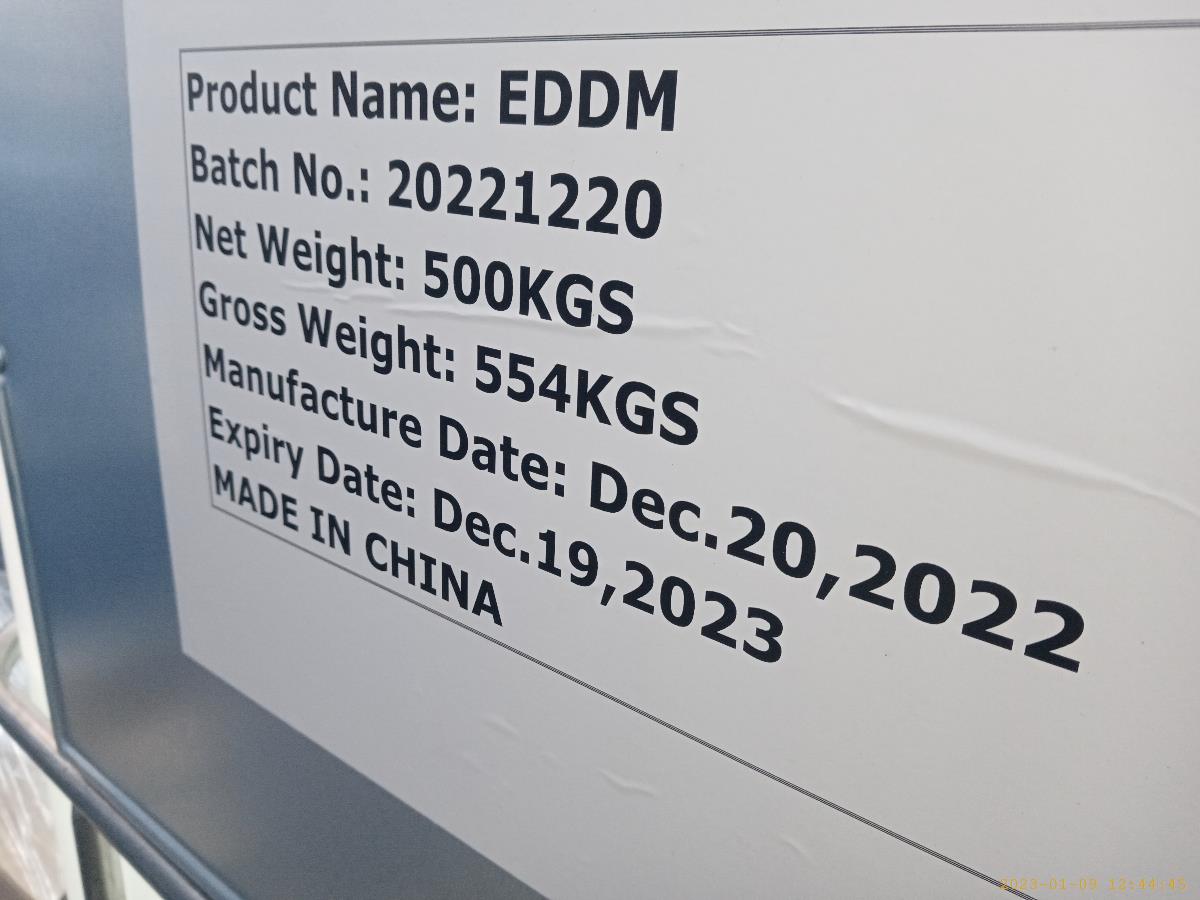 Product Name: EDDM
Batch No.: 20221220
Net Weight: 500KGS
Gross Weight: 554KGS
Manufacture Date: Dec.20,2022
Expiry Date: Dec.19,2023
MADE IN CHINA
2023-01-09 12:44:45